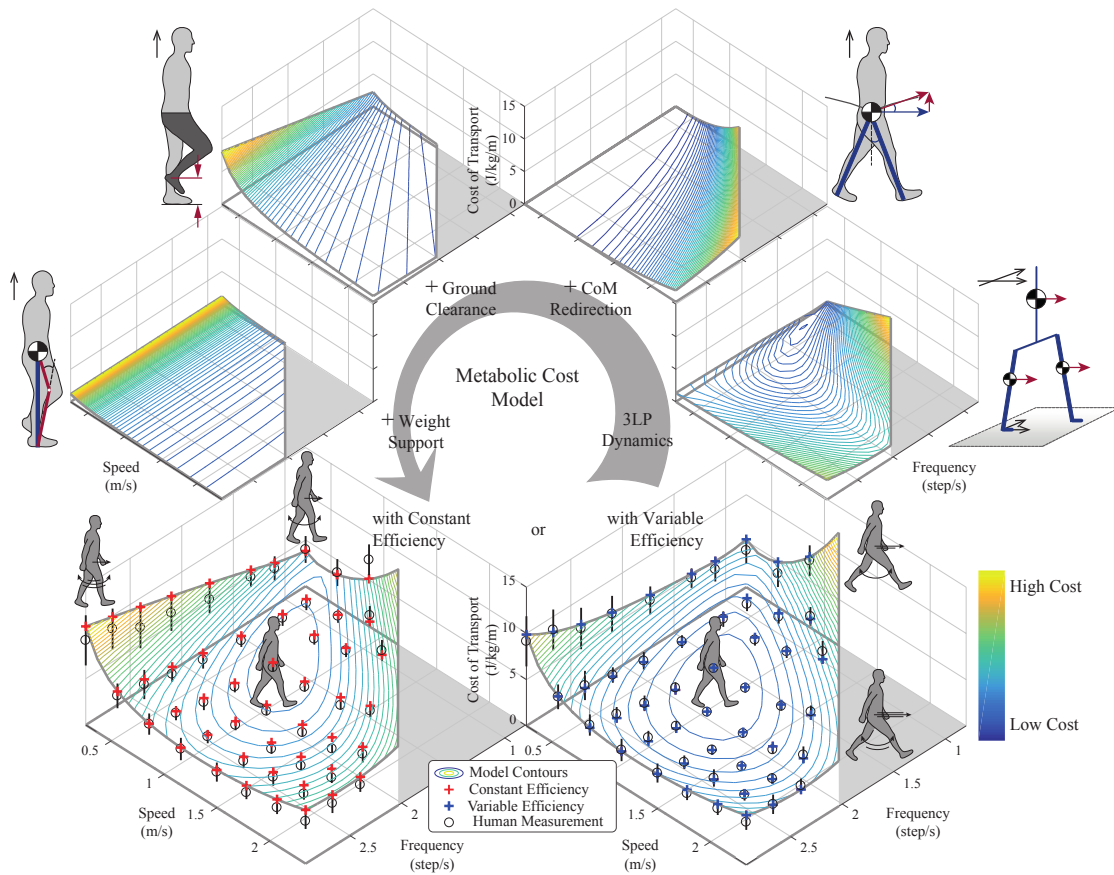 15
10
5
0
Cost of Transport
(J/kg/m)
+ Ground
Clearance
+ CoM
Redirection
Metabolic Cost
Model
+ Weight
Support
3LP
Dynamics
Speed
(m/s)
Frequency
(step/s)
with Constant
Efficiency
or
with Variable
Efficiency
15
10
5
0
Cost of Transport
(J/kg/m)
High Cost
Low Cost
0.5
1
1.5
2
Speed
(m/s)
2.5
2
1
Frequency
(step/s)
0.5
1
1.5
2
Speed
(m/s)
2.5
2
1.5
1
Frequency
(step/s)
Model Contours
Constant Efficiency
Variable Efficiency
Human Measurement